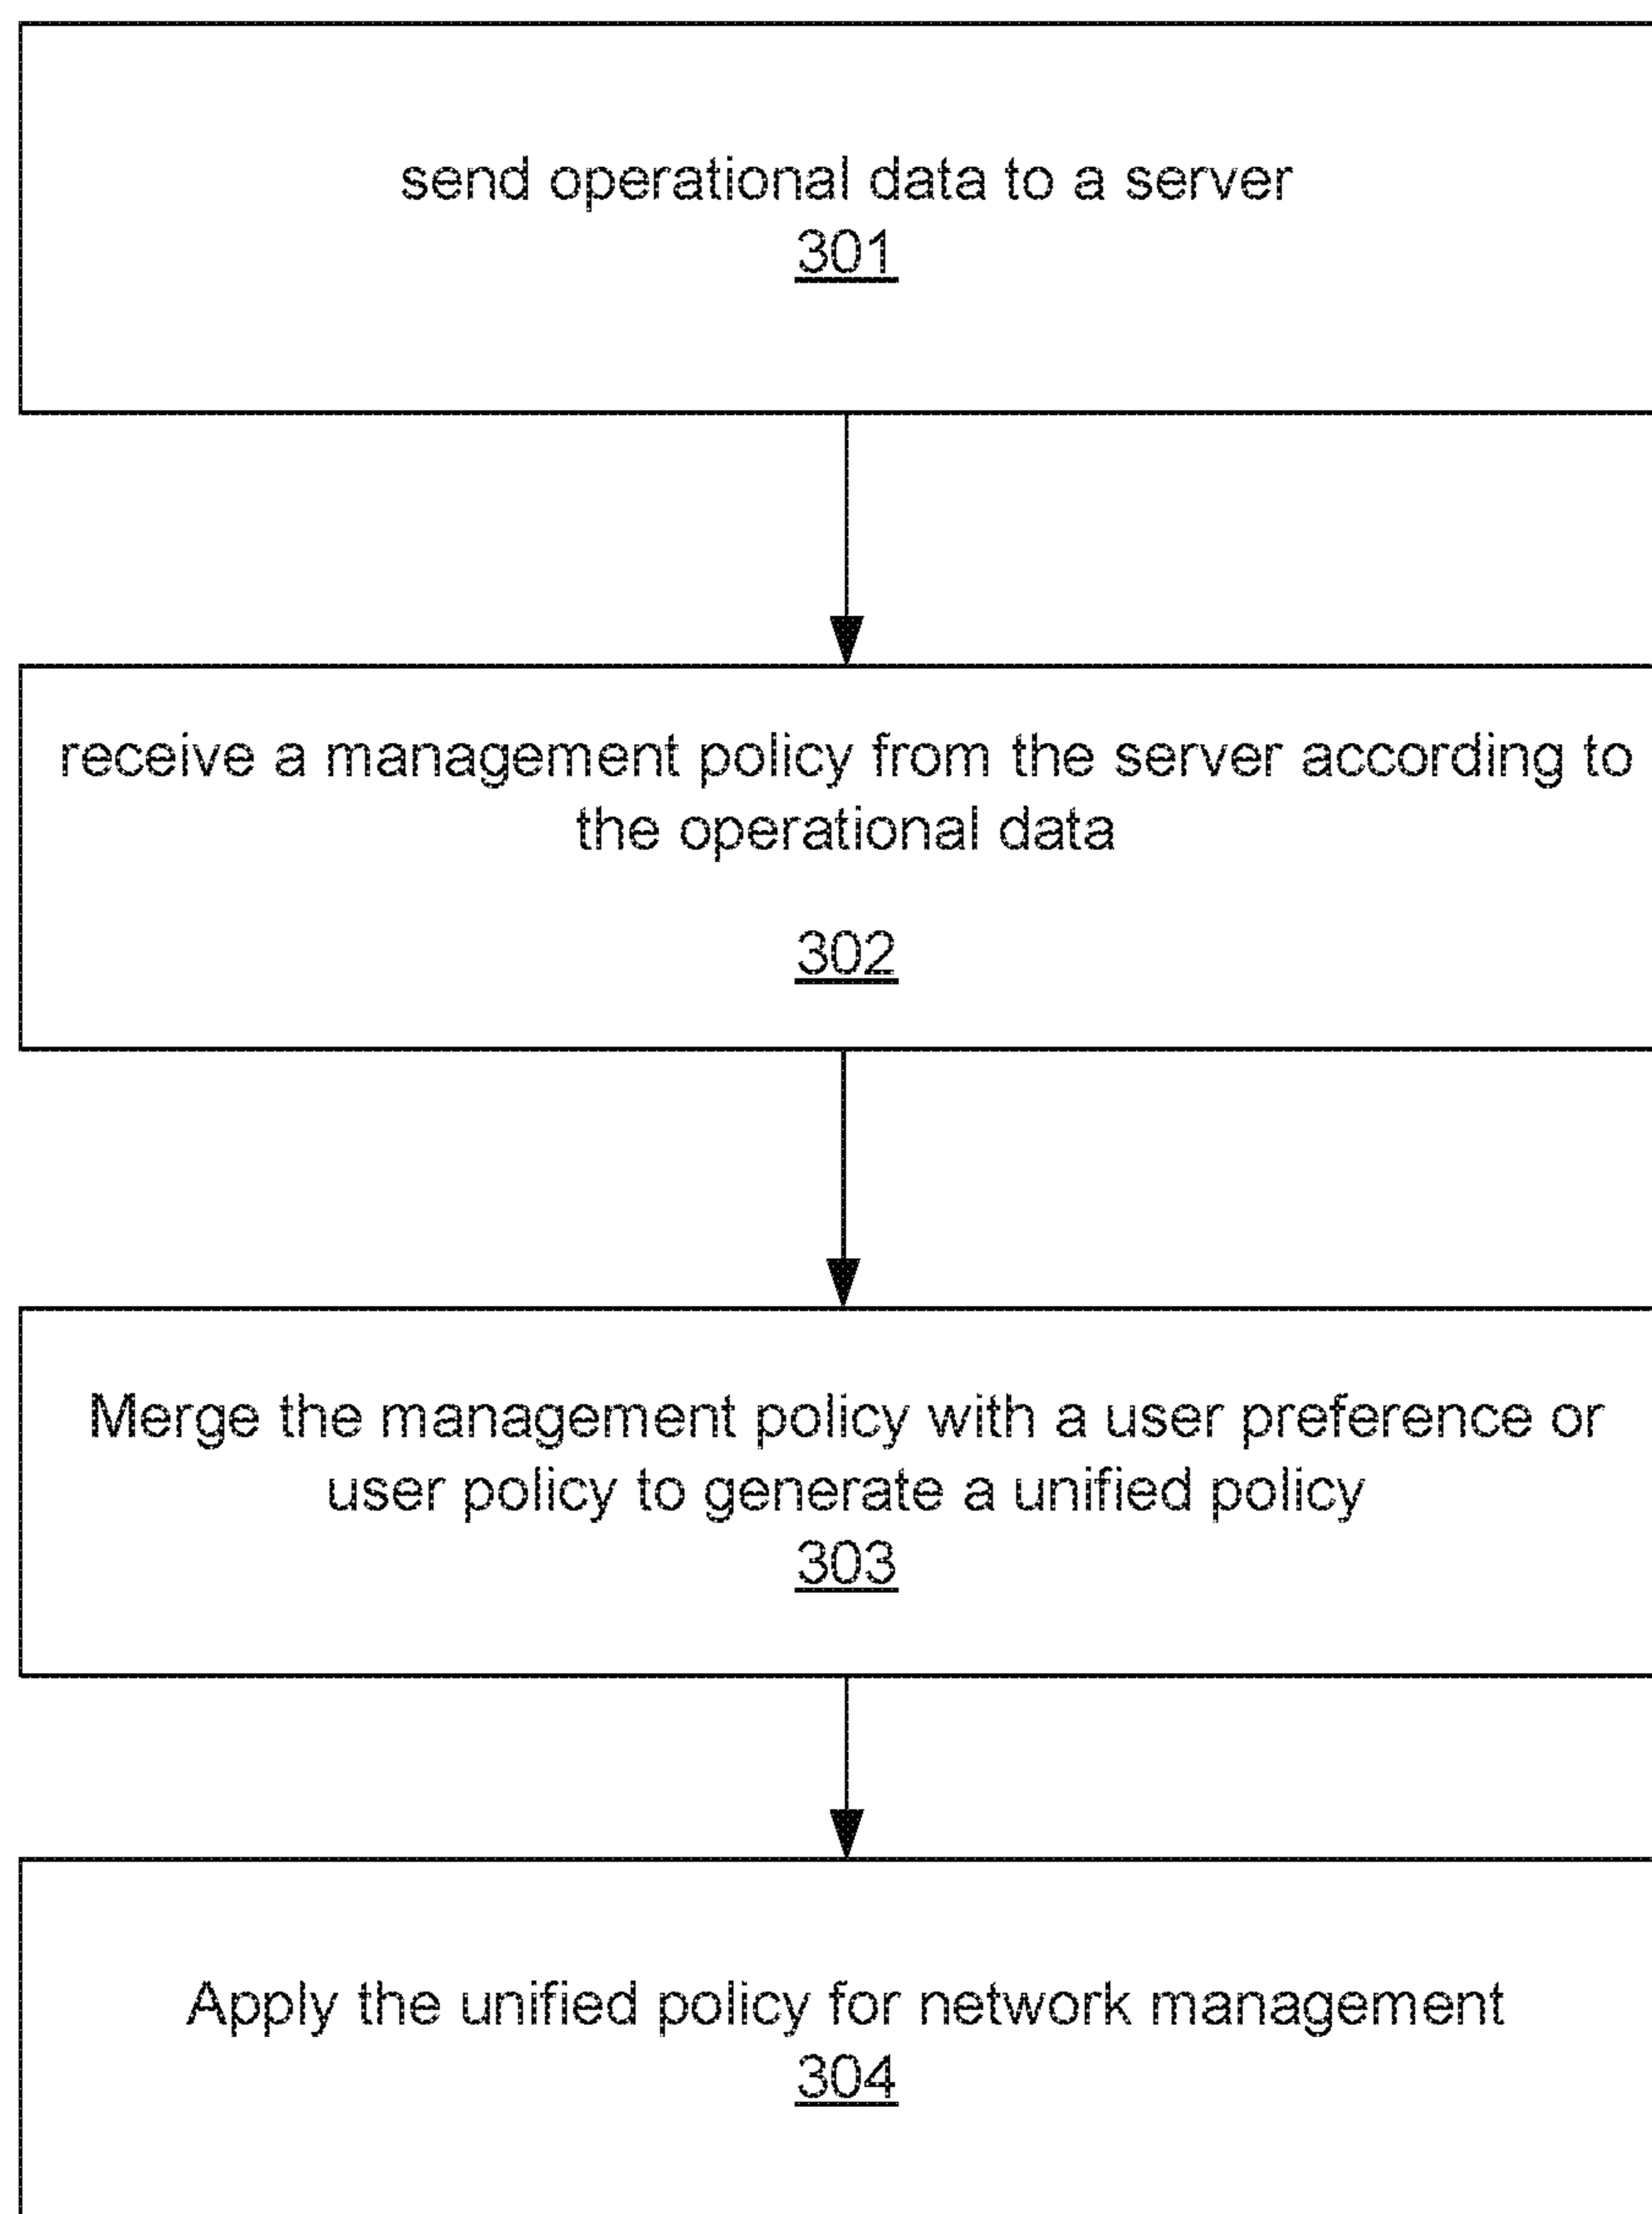 send operational data to a server
301
receive a management policy from the server according to
the operational data
302
Merge the management policy with a user preference or
user policy to generate a unified policy
303
Apply the unified policy for network management
304